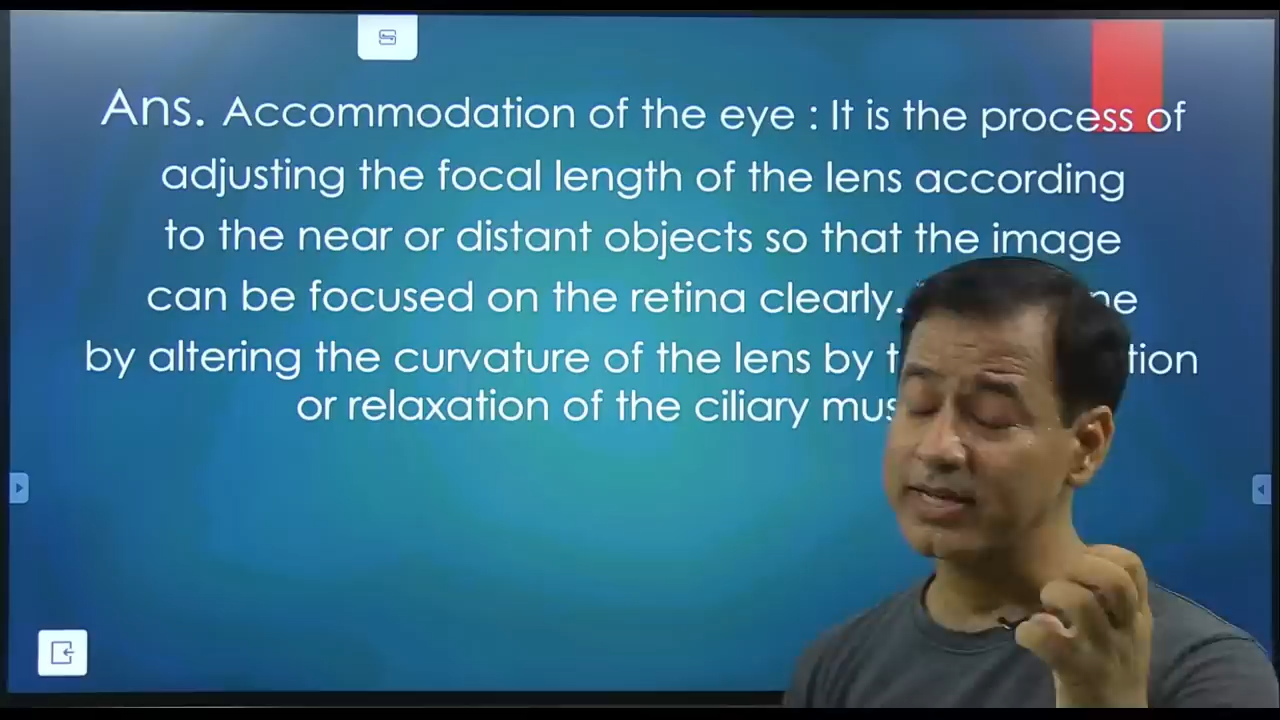 Ans. Accommodation of the eye : It is the process of
adjusting the focal length of the lens according
to the near or distant objects so that the image
can be focused on the retina clearly.
by altering the curvature of the lens by
or relaxation of the ciliary